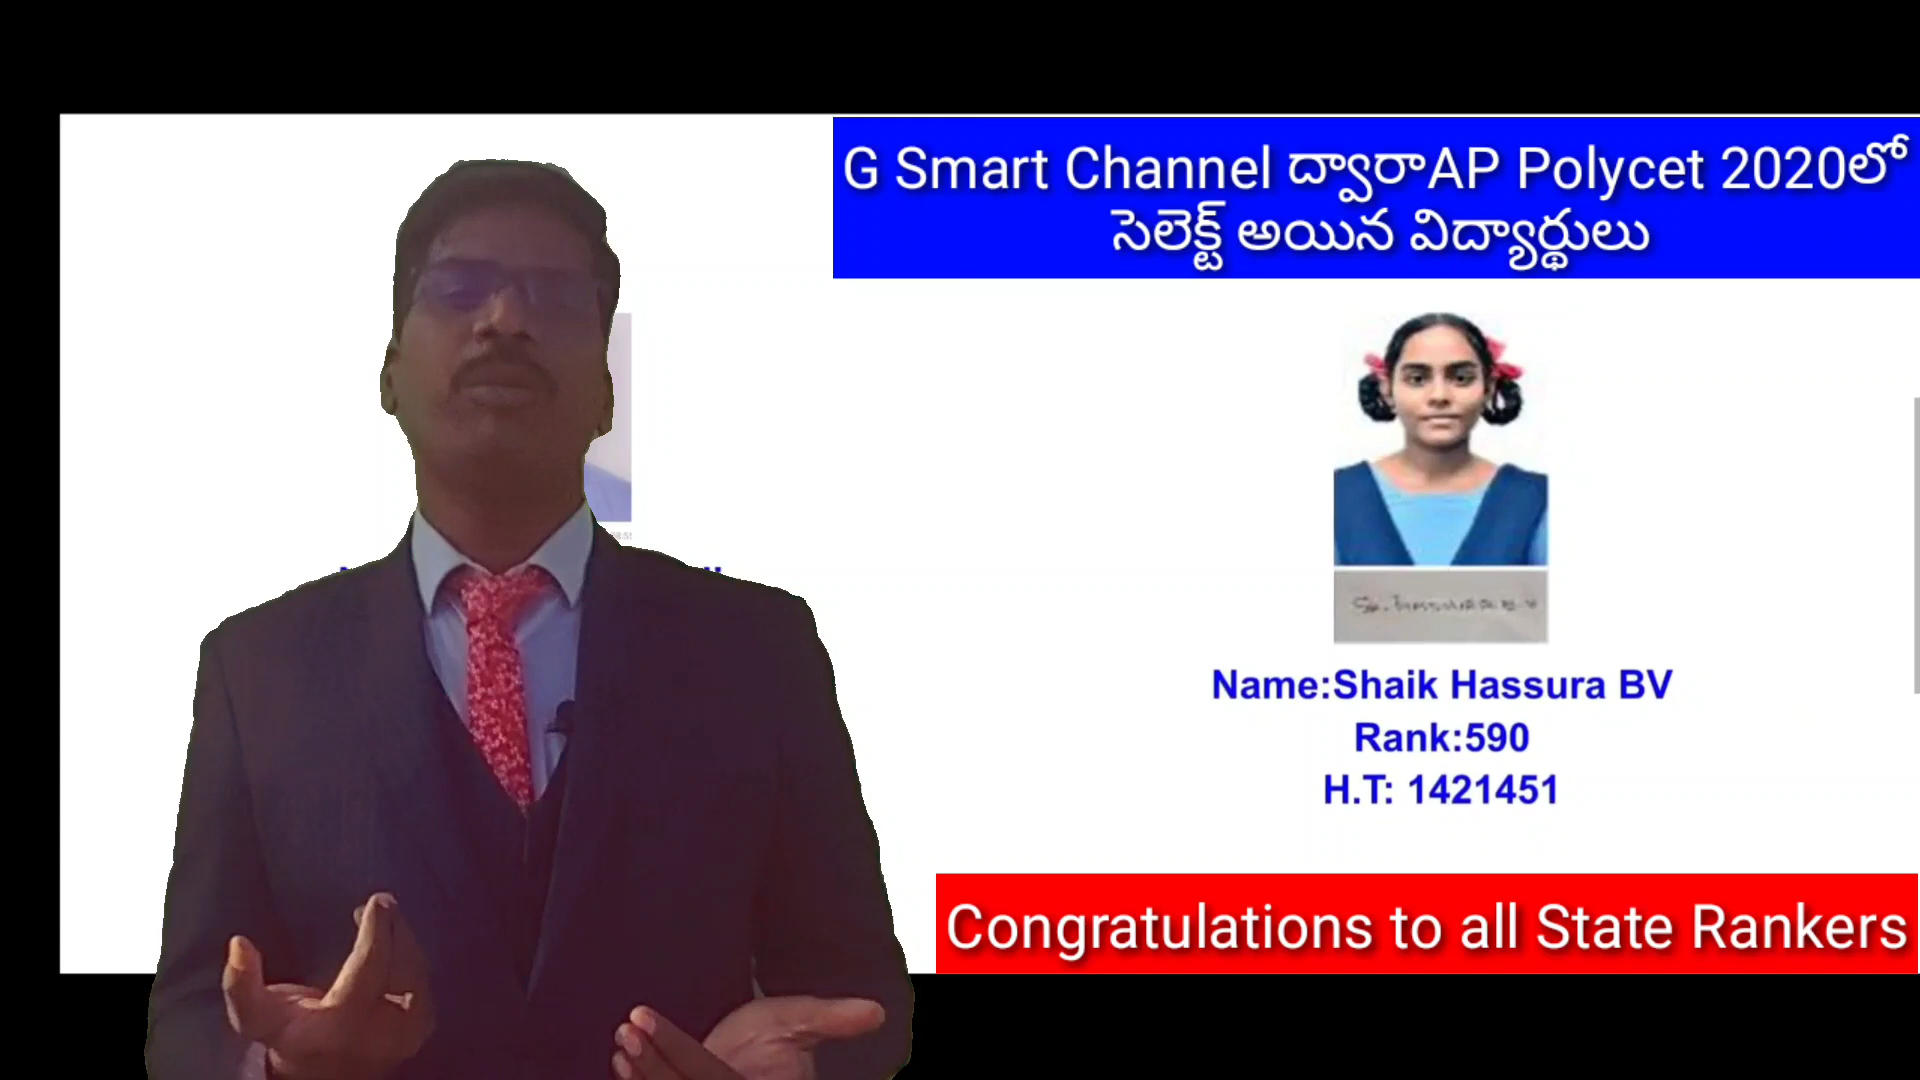 G Smart Channel ద్వారాAP Polycet 2020లో
సెలెక్ట్ అయిన విద్యార్థులు
Name:Shaik Hassura BV
Rank:590
H.T: 1421451
Congratulations to all State Rankers